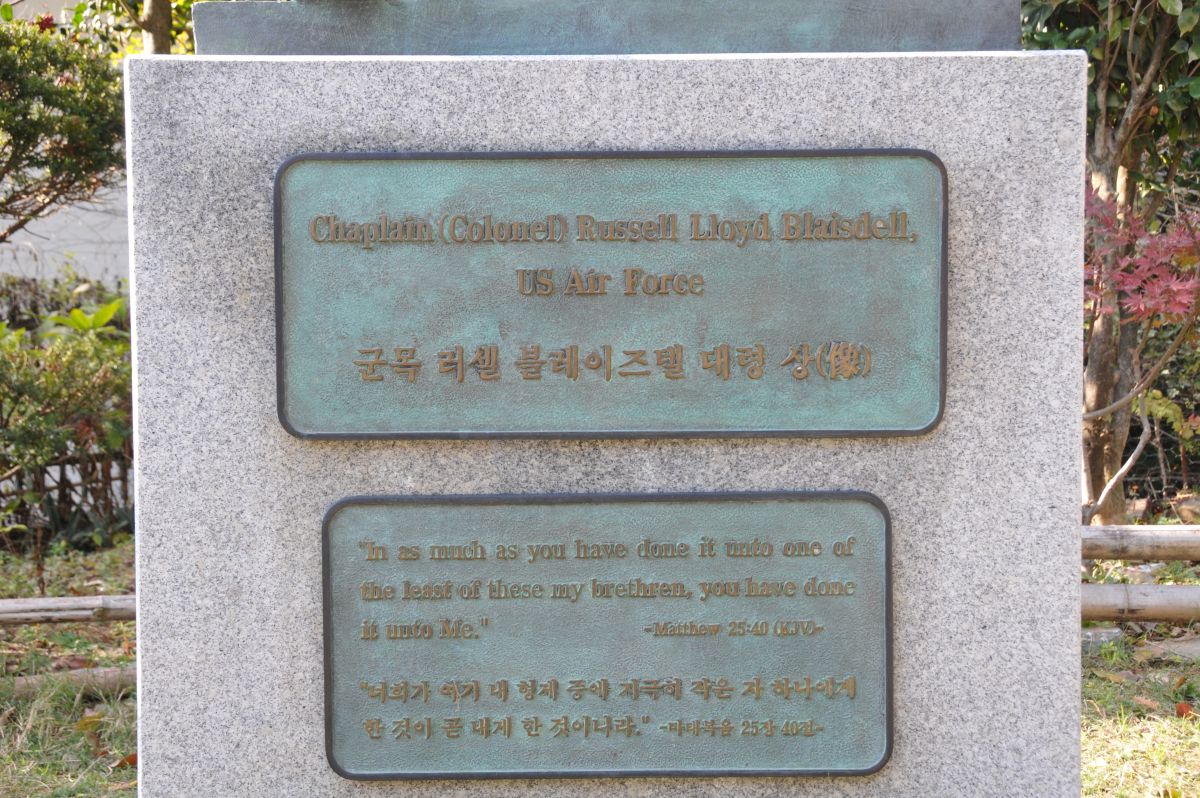 Chaplain (Colonel) Russell Lloyd Blaisdell,
US Air Force
군목 러셀 블레이즈델 대령 상(像)
"In as much as you have done it unto one of
the least of these my brethren, you have done
it unto Me." -Matthew 25:40 (KJV)-
"너희가 여기 내 형제 중에 지극히 작은 자 하나에게
한 것이 곧 내게 한 것이니라." -마태복음 25장 40절-